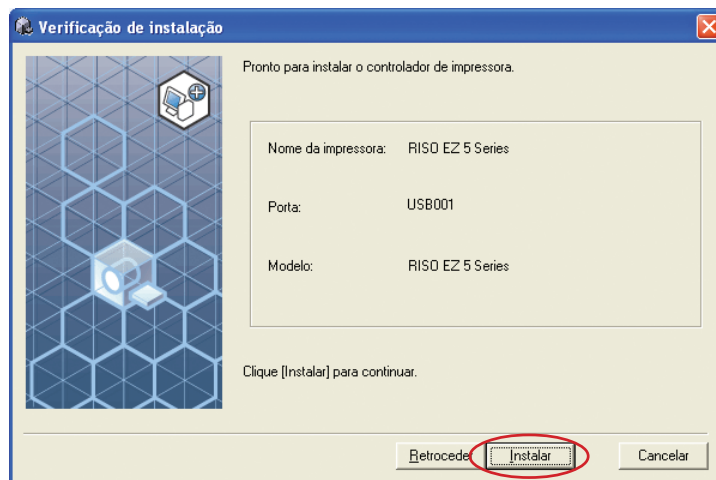 Verificação de instalação
Pronto para instalar o controlador de impressora.
Nome da impressora: RISO EZ 5 Series
Porta: USB001
Modelo: RISO EZ 5 Series
Clique [Instalar] para continuar.
Retroceder Instalar Cancelar